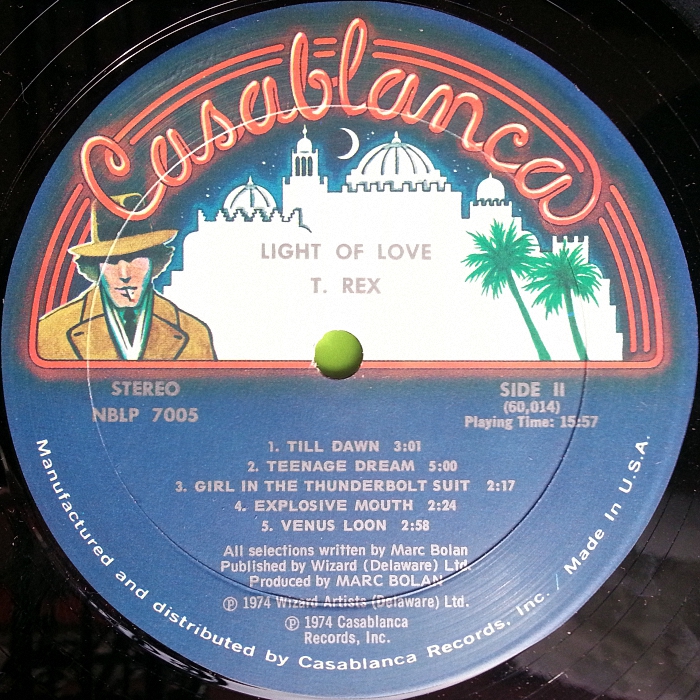 Casablanca
LIGHT OF LOVE
T. REX
STEREO
NBLP 7005
SIDE II
(60,014)
Playing Time: 15:57
1. TILL DAWN 3:01
2. TEENAGE DREAM 5:00
3. GIRL IN THE THUNDERBOLT SUIT 2:17
4. EXPLOSIVE MOUTH 2:24
5. VENUS LOON 2:58
All selections written by Marc Bolan
Published by Wizard (Delaware) Ltd.
Produced by MARC BOLAN
℗ 1974 Wizard Artists (Delaware) Ltd.
℗ 1974 Casablanca
Records, Inc.
Manufactured and distributed by Casablanca Records, Inc. / Made In U.S.A.